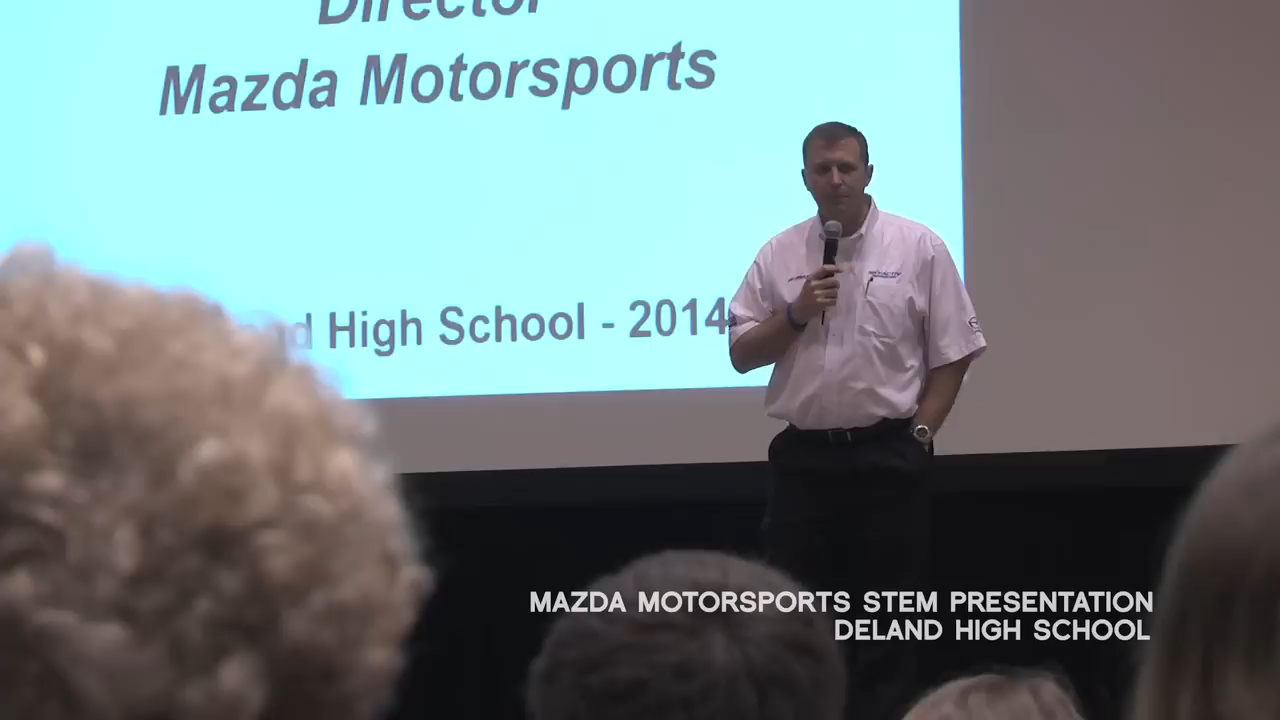 Director
Mazda Motorsports
High School - 2014
MAZDA MOTORSPORTS STEM PRESENTATION
DELAND HIGH SCHOOL